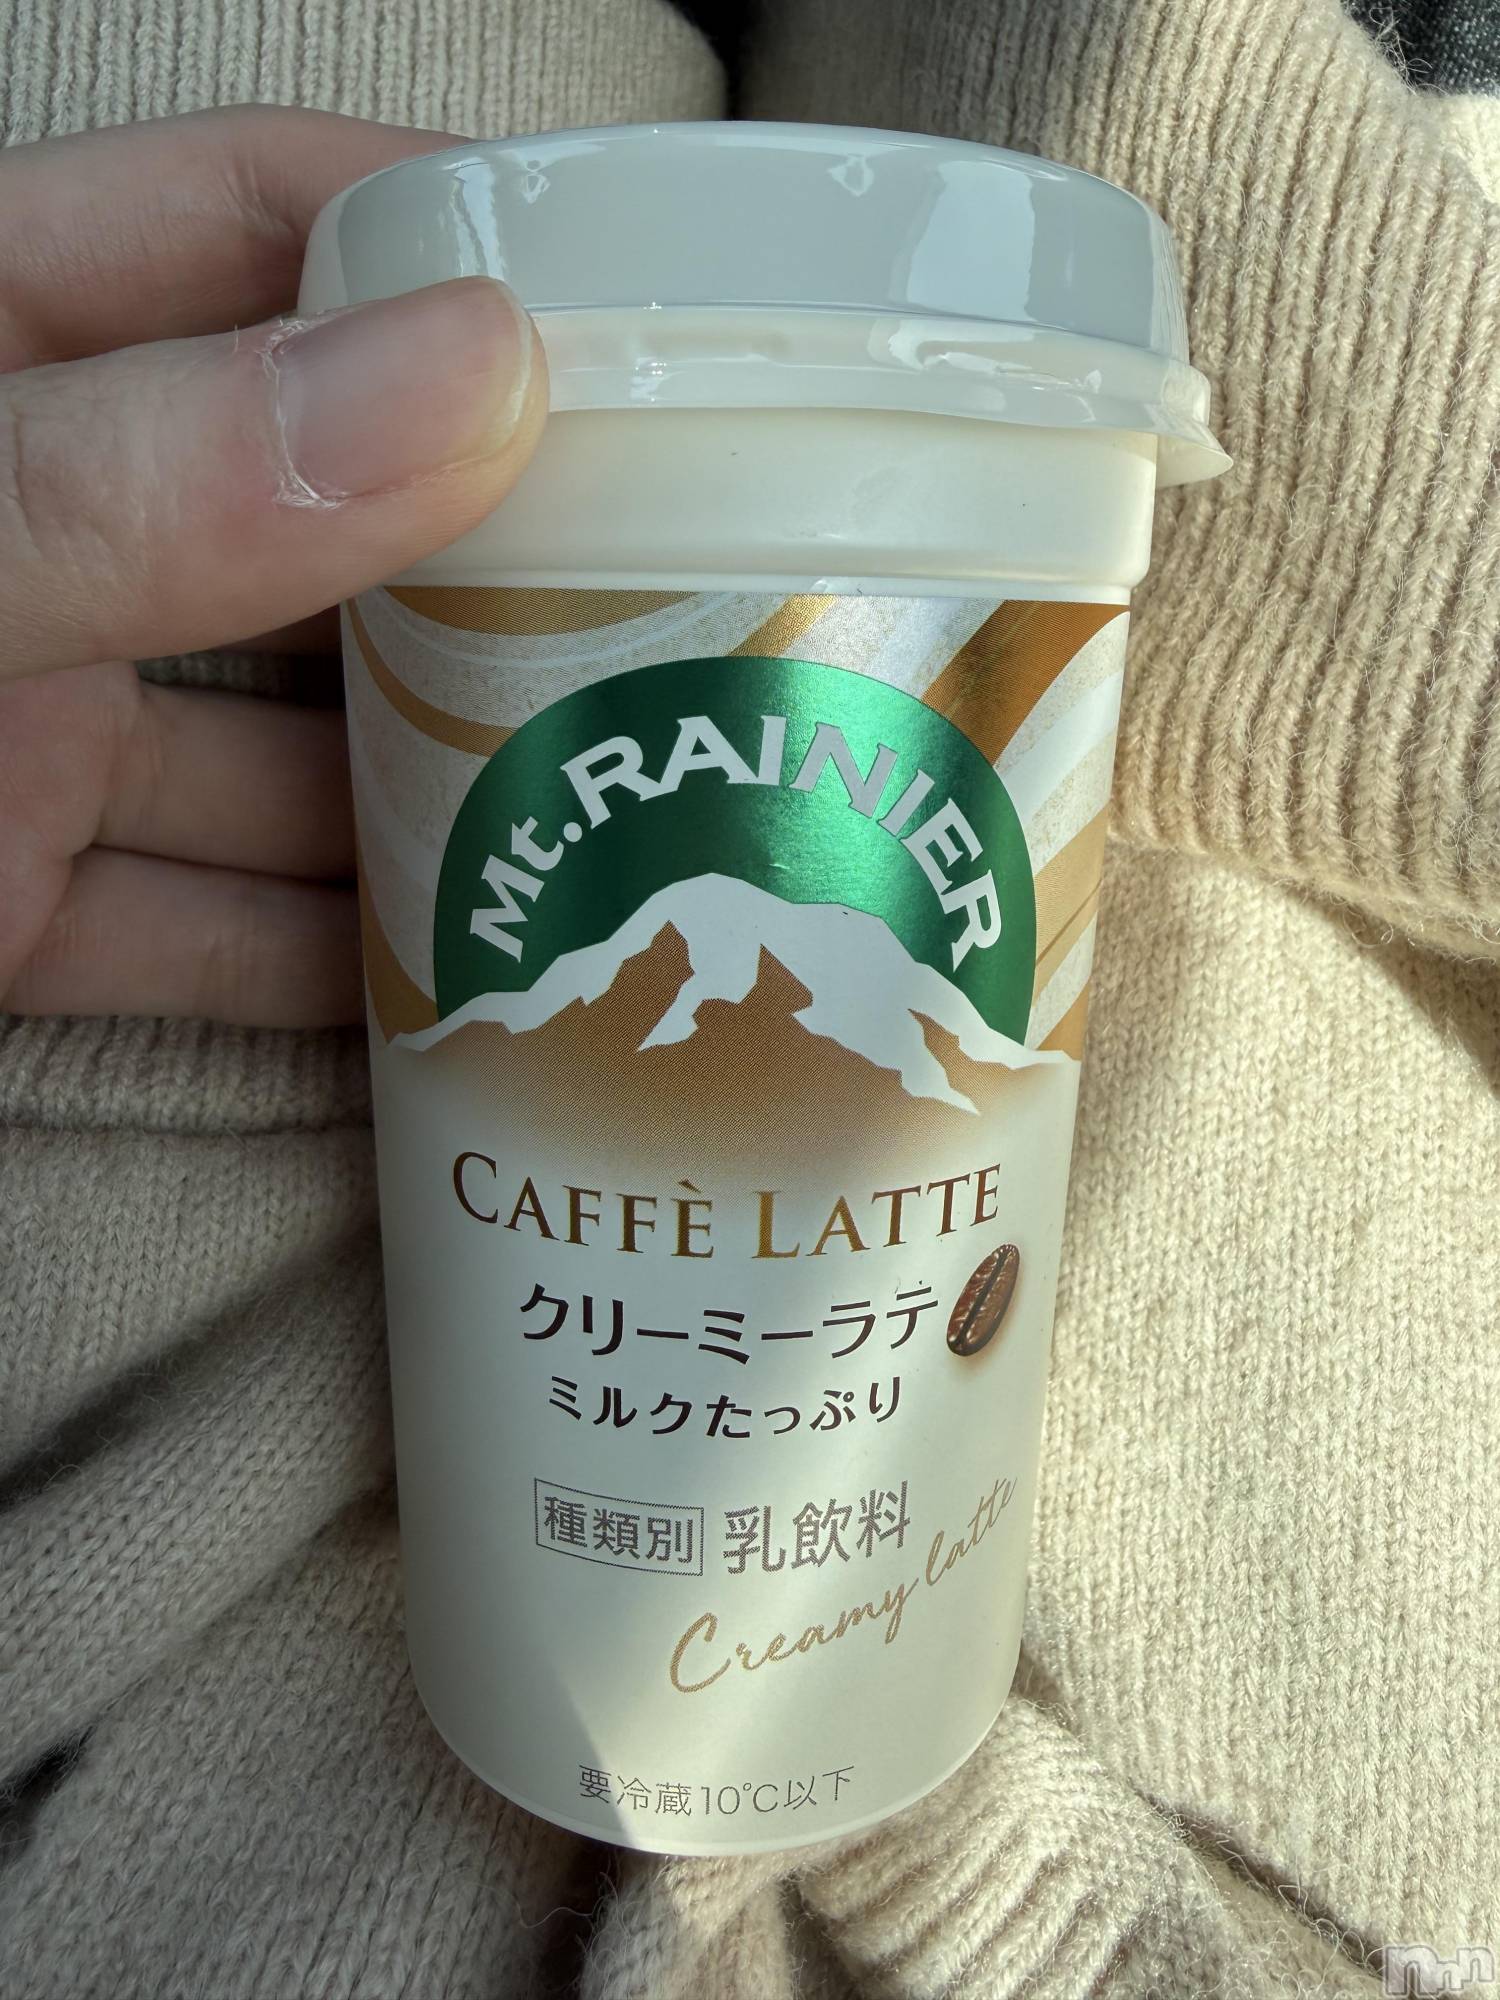 Mt. RAINIER
CAFFÈ LATTE
クリーミーラテ
ミルクたっぷり
種類別 乳飲料
Creamy latte
要冷蔵10℃以下